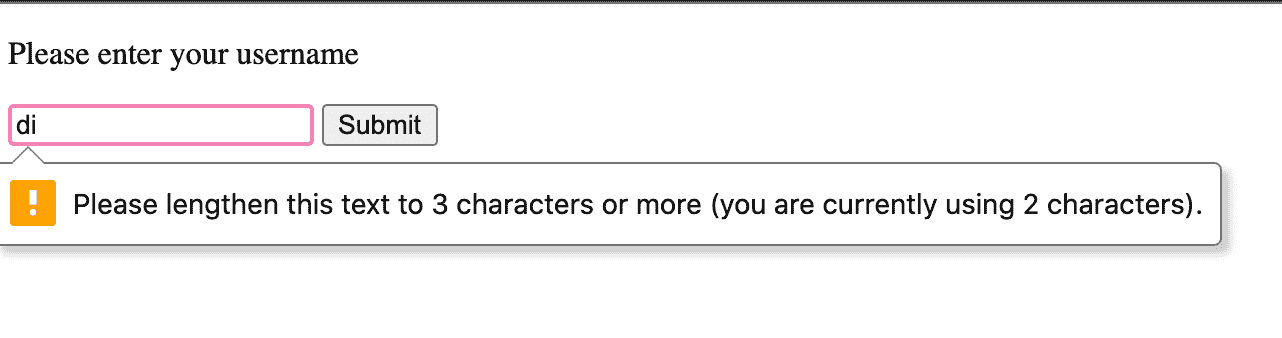 Please enter your username
di Submit
! Please lengthen this text to 3 characters or more (you are currently using 2 characters).